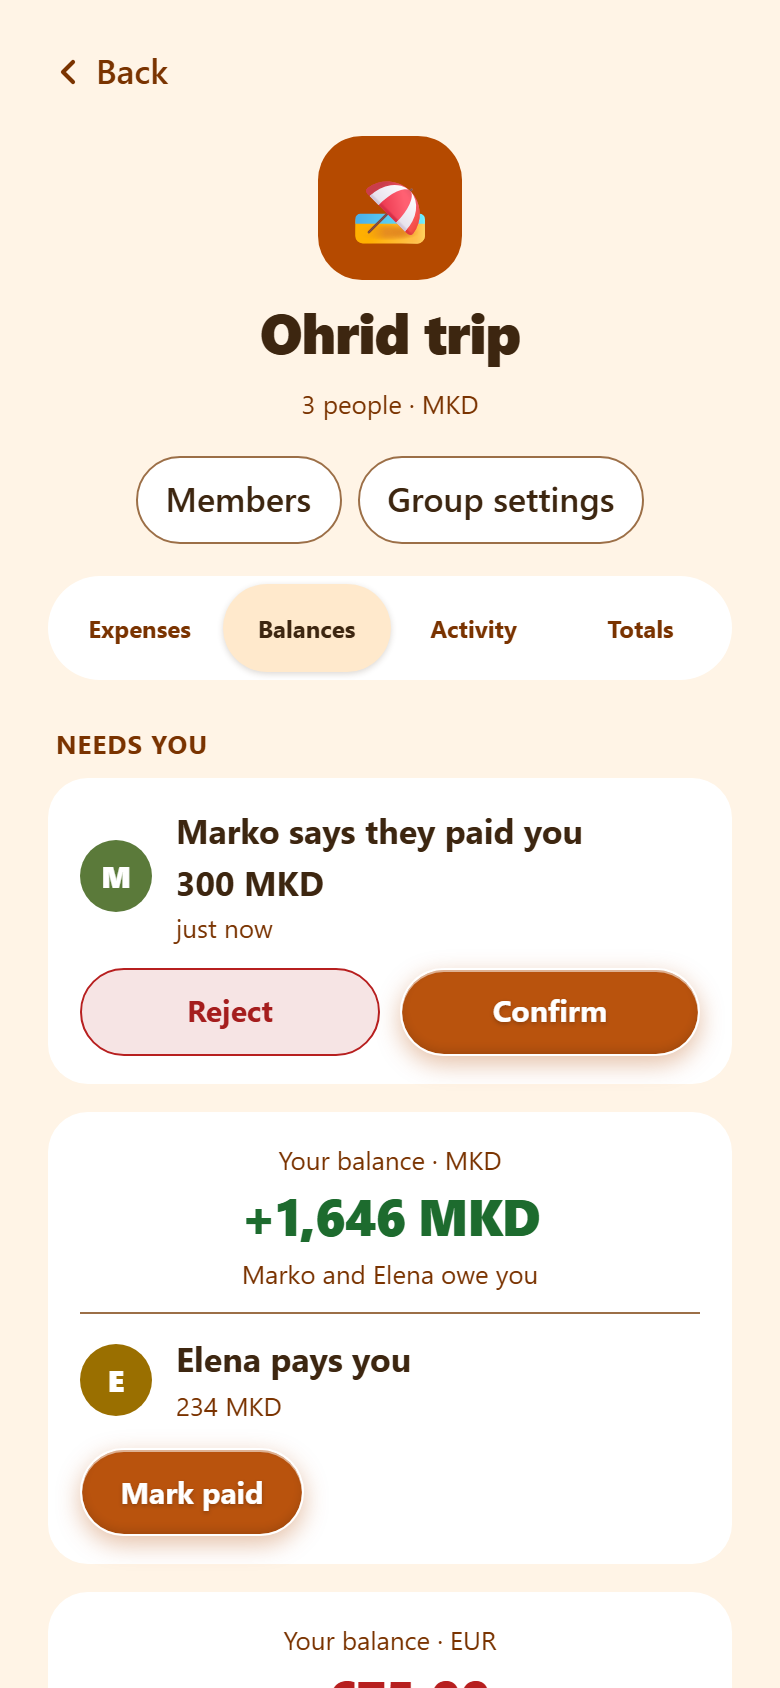 Back
Ohrid trip
3 people · MKD
Members
Group settings
Expenses
Balances
Activity
Totals
NEEDS YOU
M
Marko says they paid you
300 MKD
just now
Reject
Confirm
Your balance · MKD
+1,646 MKD
Marko and Elena owe you
E
Elena pays you
234 MKD
Mark paid
Your balance · EUR